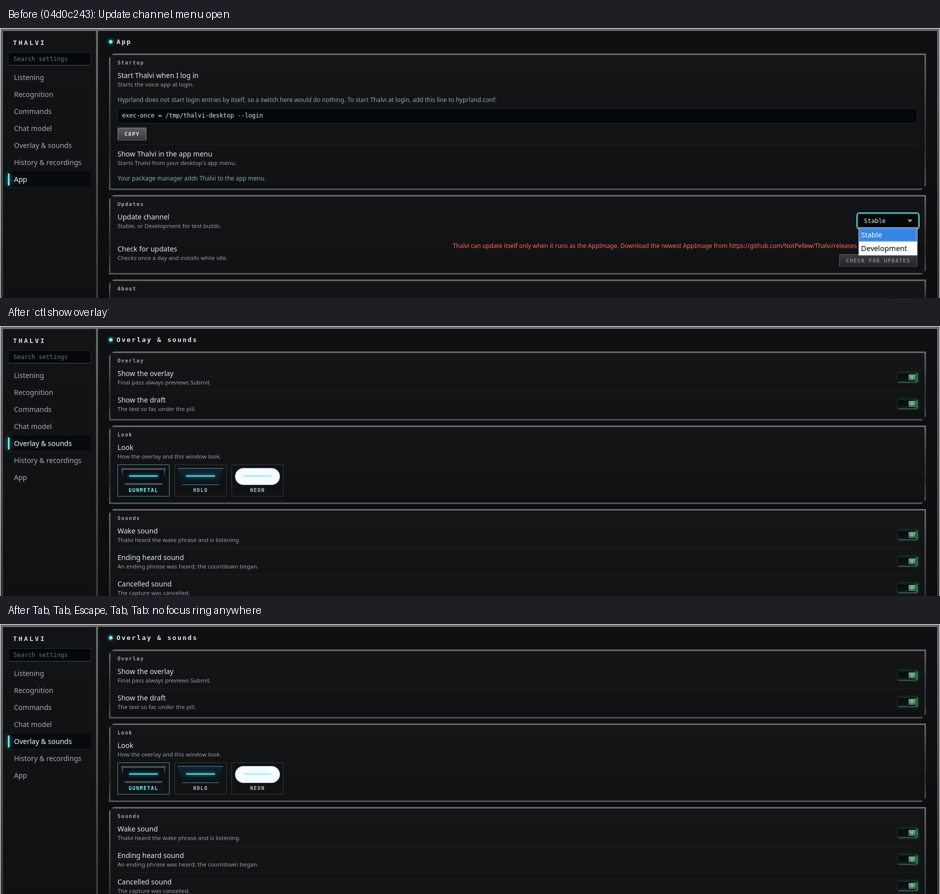 Before (04d0c243): Update channel menu open
THALVI
Search settings
Listening
Recognition
Commands
Chat model
Overlay & sounds
History & recordings
App
App
Startup
Start Thalvi when I log in
Starts the voice app at login.
Hyprland does not start login entries by itself, so a switch here would do nothing. To start Thalvi at login, add this line to hyprland.conf:
exec-once = /tmp/thalvi-desktop --login
COPY
Show Thalvi in the app menu
Starts Thalvi from your desktop's app menu.
Your package manager adds Thalvi to the app menu.
Updates
Update channel
Stable, or Development for test builds.
Stable
Stable
Development
Check for updates
Checks once a day and installs while idle.
Thalvi can update itself only when it runs as the AppImage. Download the newest AppImage from https://github.com/NotPellew/Thalvi/releases
CHECK FOR UPDATES
About
After `ctl show overlay`
THALVI
Search settings
Listening
Recognition
Commands
Chat model
Overlay & sounds
History & recordings
App
Overlay & sounds
Overlay
Show the overlay
Final pass always previews Submit.
Show the draft
The text so far, under the pill.
Look
Look
How the overlay and this window look.
GUNMETAL
HOLO
NEON
Sounds
Wake sound
Thalvi heard the wake phrase and is listening.
Ending heard sound
An ending phrase was heard; the countdown began.
Cancelled sound
The capture was cancelled.
After Tab, Tab, Escape, Tab, Tab: no focus ring anywhere
THALVI
Search settings
Listening
Recognition
Commands
Chat model
Overlay & sounds
History & recordings
App
Overlay & sounds
Overlay
Show the overlay
Final pass always previews Submit.
Show the draft
The text so far, under the pill.
Look
Look
How the overlay and this window look.
GUNMETAL
HOLO
NEON
Sounds
Wake sound
Thalvi heard the wake phrase and is listening.
Ending heard sound
An ending phrase was heard; the countdown began.
Cancelled sound
The capture was cancelled.